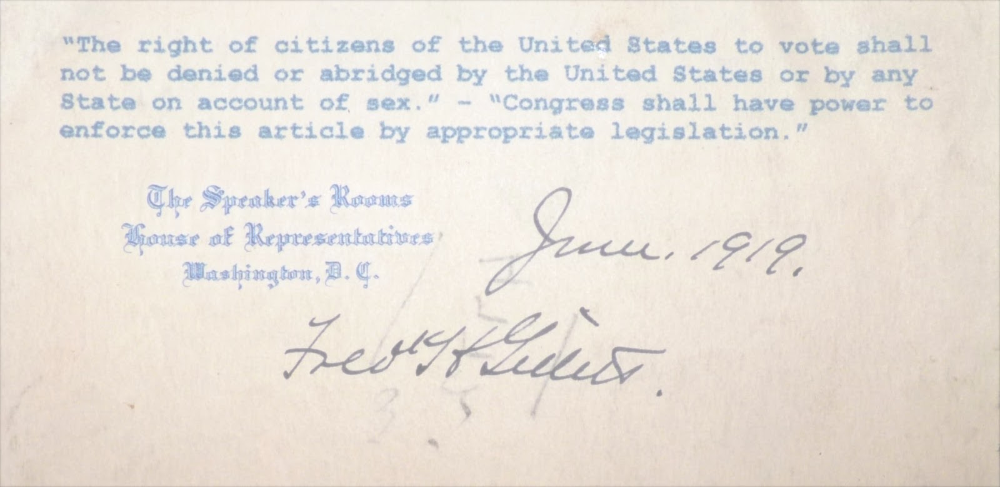 "The right of citizens of the United States to vote shall
not be denied or abridged by the United States or by any
State on account of sex." - "Congress shall have power to
enforce this article by appropriate legislation."
The Speaker's Rooms
House of Representatives
Washington, D. C.
June. 1919.
Fred'k H Gillett.